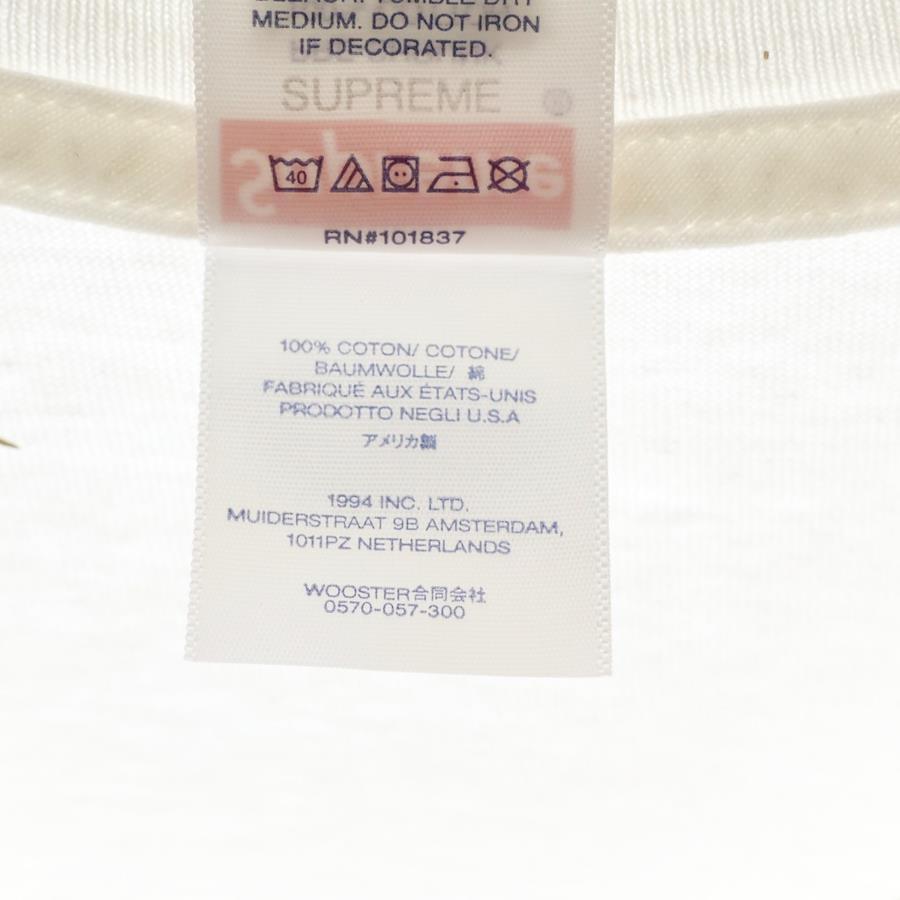 MEDIUM. DO NOT IRON
IF DECORATED.
SUPREME
Supreme
40
RN#101837
100% COTON/ COTONE/
BAUMWOLLE/ 綿
FABRIQUÉ AUX ÉTATS-UNIS
PRODOTTO NEGLI U.S.A
アメリカ製
1994 INC. LTD.
MUIDERSTRAAT 9B AMSTERDAM,
1011PZ NETHERLANDS
WOOSTER合同会社
0570-057-300